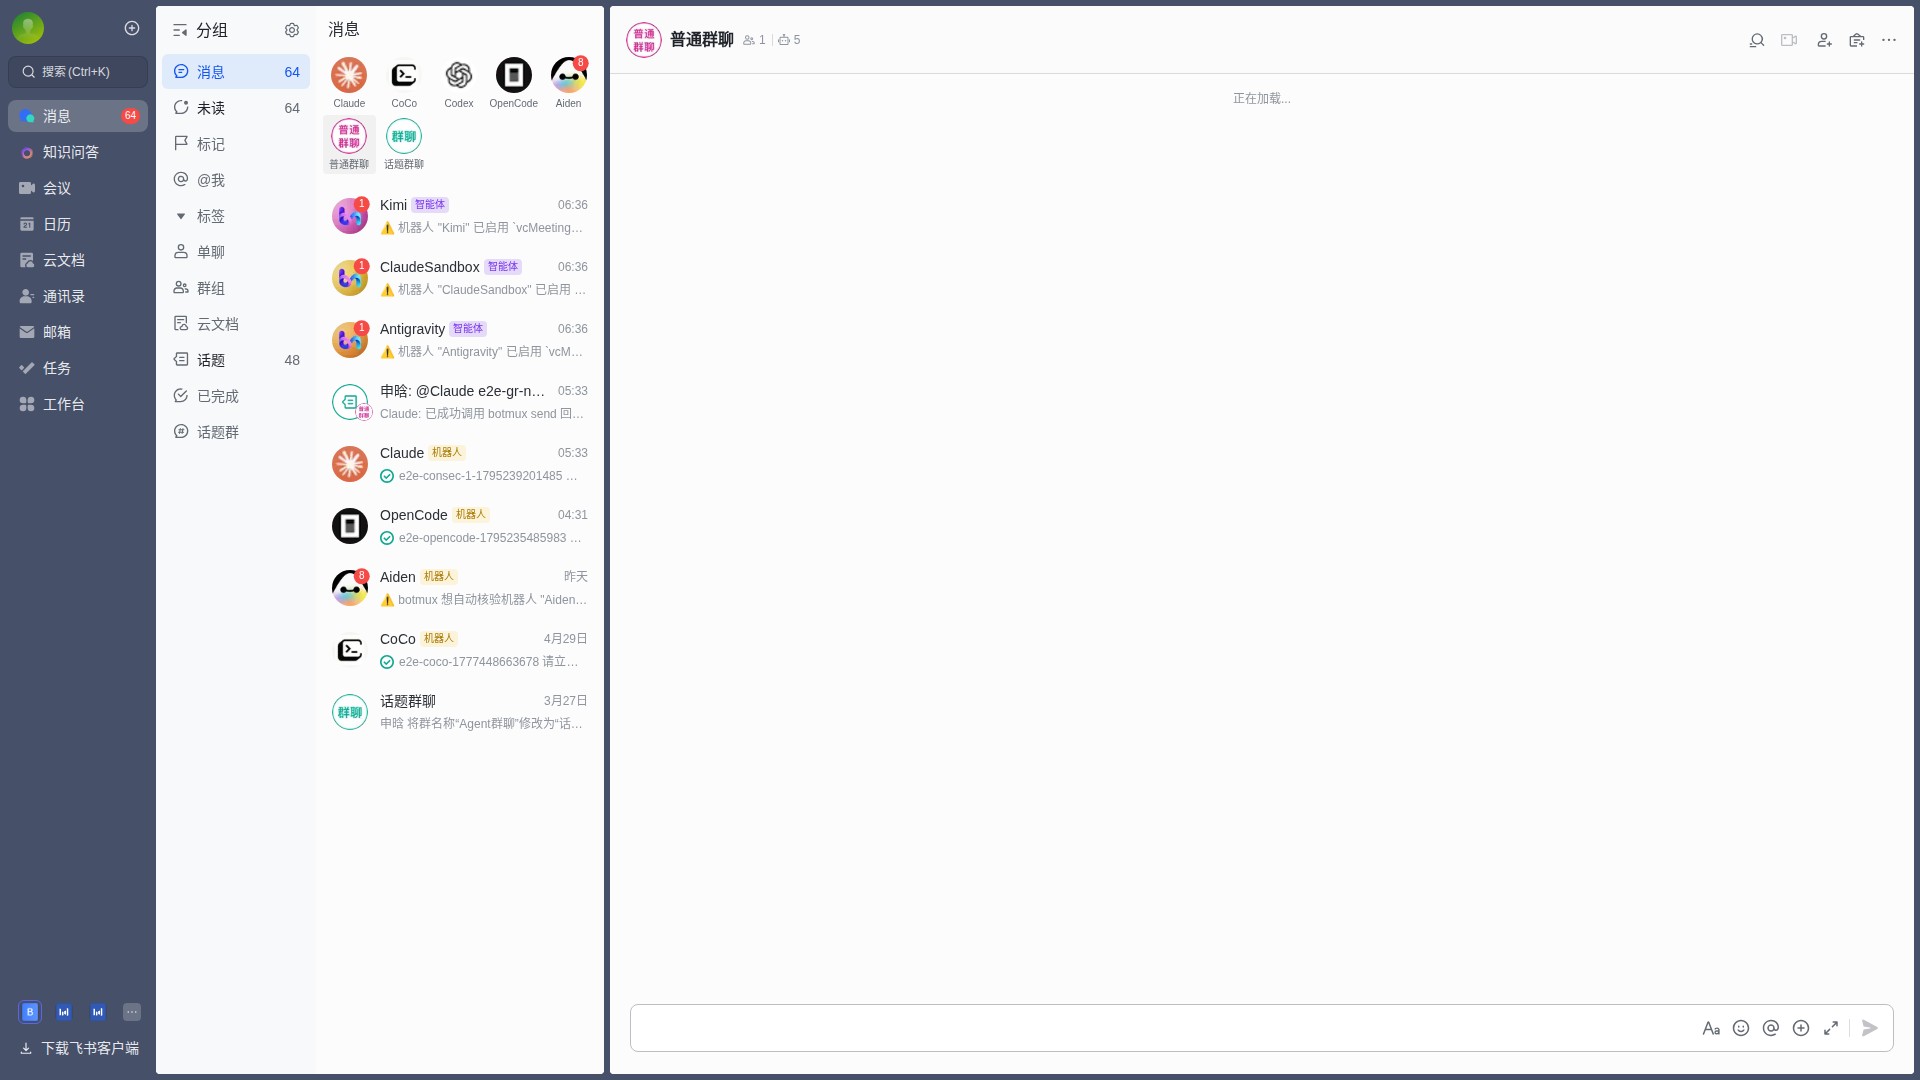 搜索 (Ctrl+K)
消息
64
知识问答
会议
日历
云文档
通讯录
邮箱
任务
工作台
下载飞书客户端
分组
消息 64
未读 64
标记
@我
标签
单聊
群组
云文档
话题 48
已完成
话题群
消息
Claude
CoCo
Codex
OpenCode
8
Aiden
普通
群聊
普通群聊
群聊
话题群聊
1
Kimi 智能体 06:36
机器人 "Kimi" 已启用 `vcMeeting...
1
ClaudeSandbox 智能体 06:36
机器人 "ClaudeSandbox" 已启用 ...
1
Antigravity 智能体 06:36
机器人 "Antigravity" 已启用 `vcM...
申晗: @Claude e2e-gr-n... 05:33
Claude: 已成功调用 botmux send 回...
Claude 机器人 05:33
e2e-consec-1-1795239201485 ...
OpenCode 机器人 04:31
e2e-opencode-1795235485983 ...
8
Aiden 机器人 昨天
botmux 想自动核验机器人 "Aiden...
CoCo 机器人 4月29日
e2e-coco-1777448663678 请立...
群聊
话题群聊 3月27日
申晗 将群名称“Agent群聊”修改为“话...
普通
群聊
普通群聊 1 5
正在加载...
Aa
B